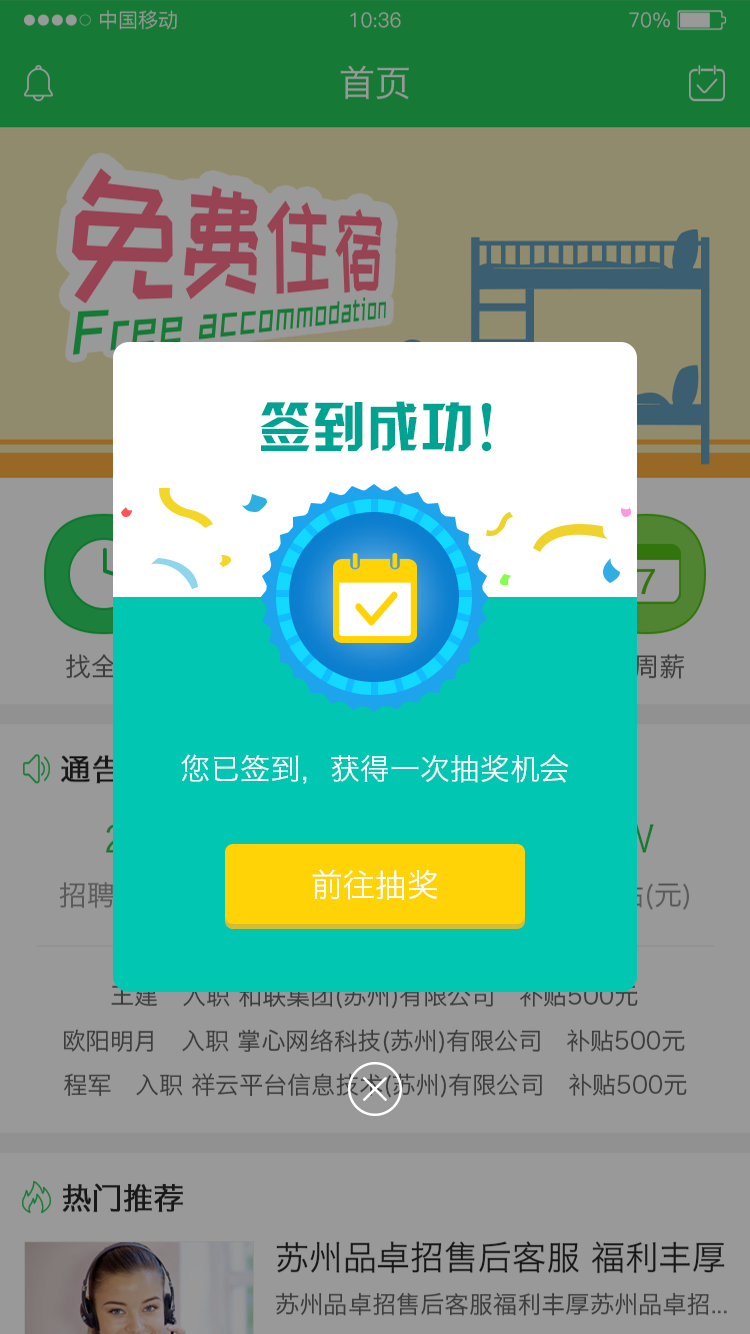 中国移动 10:36 70%
首页
免费住宿
Free accommodation
签到成功!
7
找全
周薪
您已签到，获得一次抽奖机会
通告
前往抽奖
招聘
(元)
王建 入职 和联集团(苏州)有限公司 补贴500元
欧阳明月 入职 掌心网络科技(苏州)有限公司 补贴500元
程军 入职 祥云平台信息技术(苏州)有限公司 补贴500元
热门推荐
苏州品卓招售后客服 福利丰厚
苏州品卓招售后客服福利丰厚苏州品卓招...